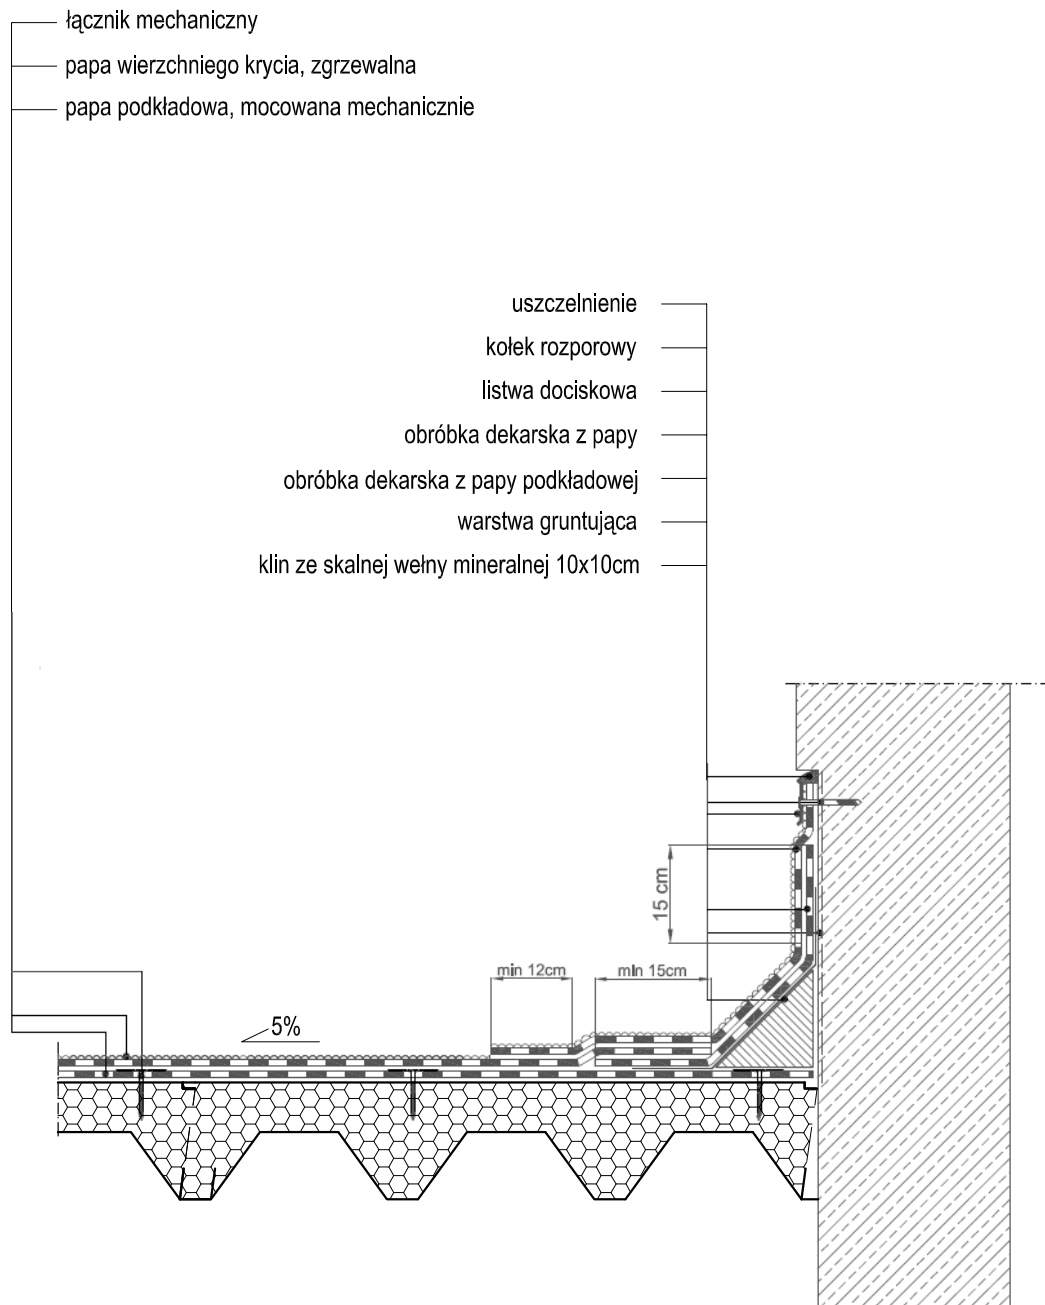 łącznik mechaniczny
papa wierzchniego krycia, zgrzewalna
papa podkładowa, mocowana mechanicznie
uszczelnienie
kołek rozporowy
listwa dociskowa
obróbka dekarska z papy
obróbka dekarska z papy podkładowej
warstwa gruntująca
klin ze skalnej wełny mineralnej 10x10cm
15 cm
min 12cm
min 15cm
5%